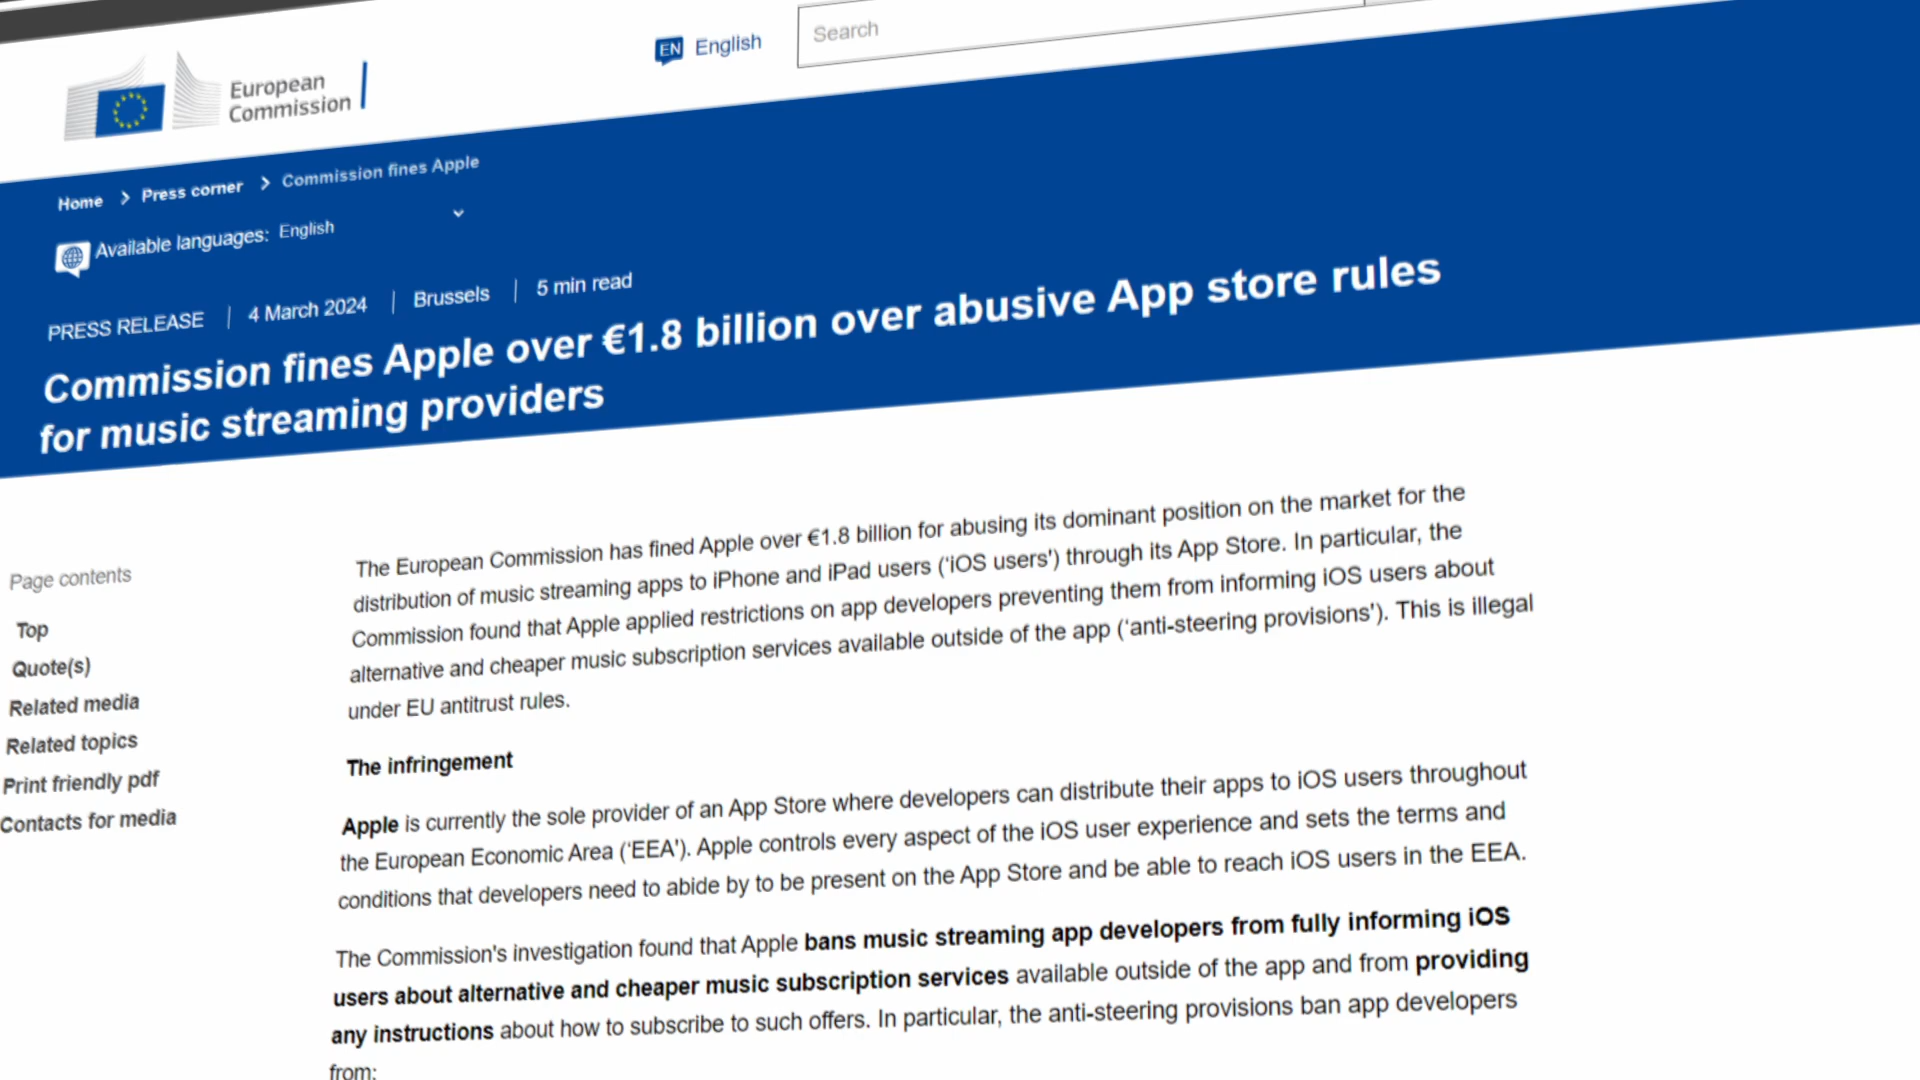 European
Commission
EN English
Search
Home > Press corner > Commission fines Apple
Available languages: English
PRESS RELEASE | 4 March 2024 | Brussels | 5 min read
Commission fines Apple over €1.8 billion over abusive App store rules
for music streaming providers
Page contents
Top
Quote(s)
Related media
Related topics
Print friendly pdf
Contacts for media
The European Commission has fined Apple over €1.8 billion for abusing its dominant position on the market for the
distribution of music streaming apps to iPhone and iPad users (‘iOS users') through its App Store. In particular, the
Commission found that Apple applied restrictions on app developers preventing them from informing iOS users about
alternative and cheaper music subscription services available outside of the app (‘anti-steering provisions'). This is illegal
under EU antitrust rules.
The infringement
Apple is currently the sole provider of an App Store where developers can distribute their apps to iOS users throughout
the European Economic Area (‘EEA'). Apple controls every aspect of the iOS user experience and sets the terms and
conditions that developers need to abide by to be present on the App Store and be able to reach iOS users in the EEA.
The Commission's investigation found that Apple bans music streaming app developers from fully informing iOS
users about alternative and cheaper music subscription services available outside of the app and from providing
any instructions about how to subscribe to such offers. In particular, the anti-steering provisions ban app developers
from: